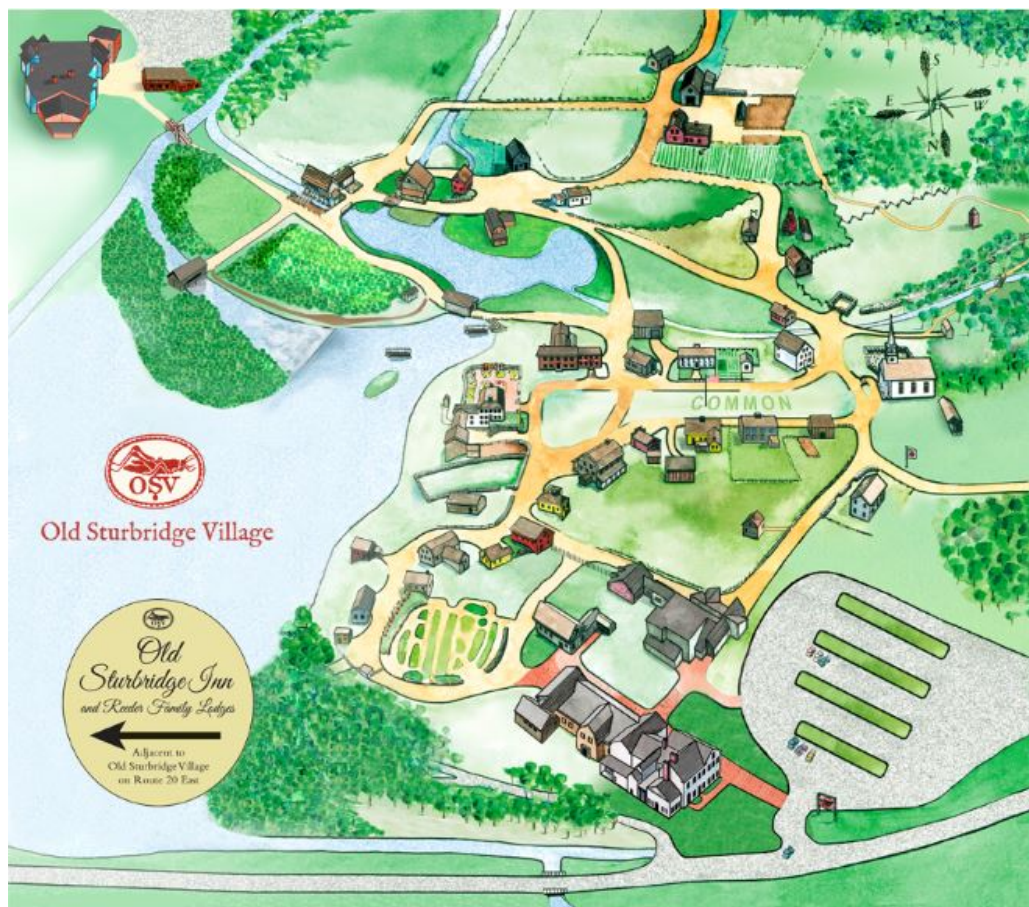 S
E
W
N
COMMON
OSV
Old Sturbridge Village
OSV
Old
Sturbridge Inn
and Reeder Family Lodges
Adjacent to
Old Sturbridge Village
on Route 20 East